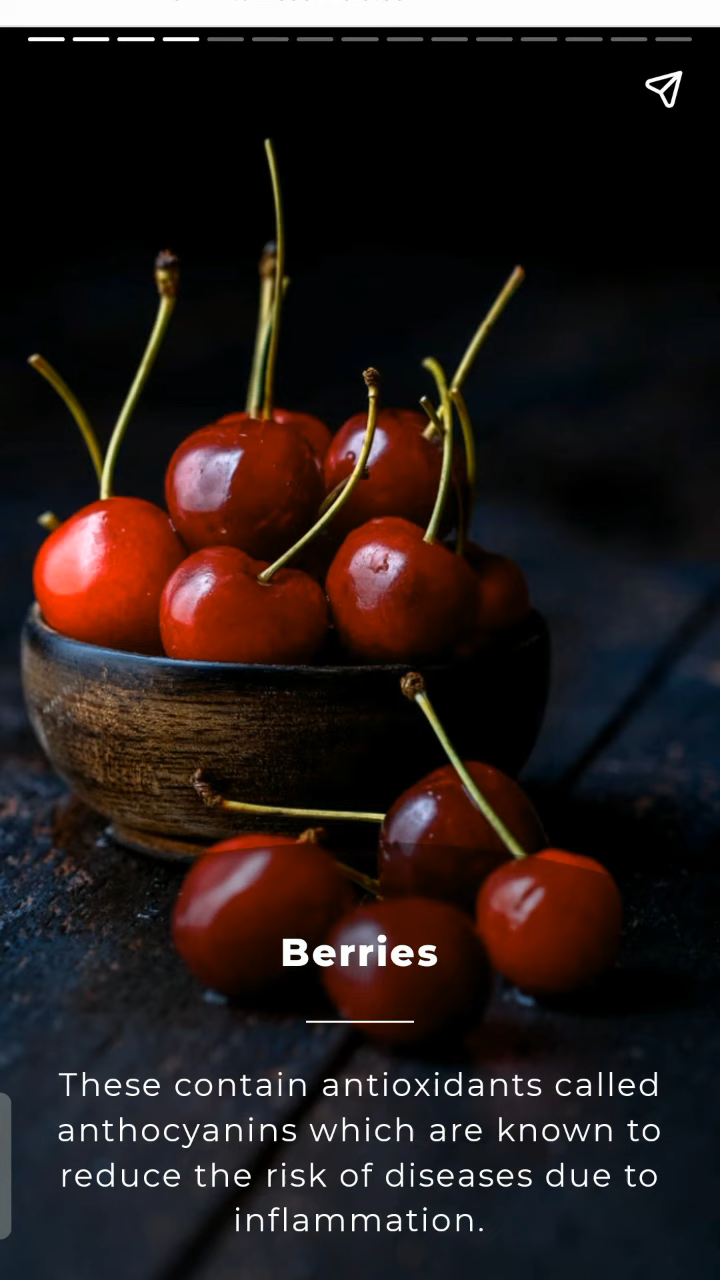 Berries
These contain antioxidants called
anthocyanins which are known to
reduce the risk of diseases due to
inflammation.